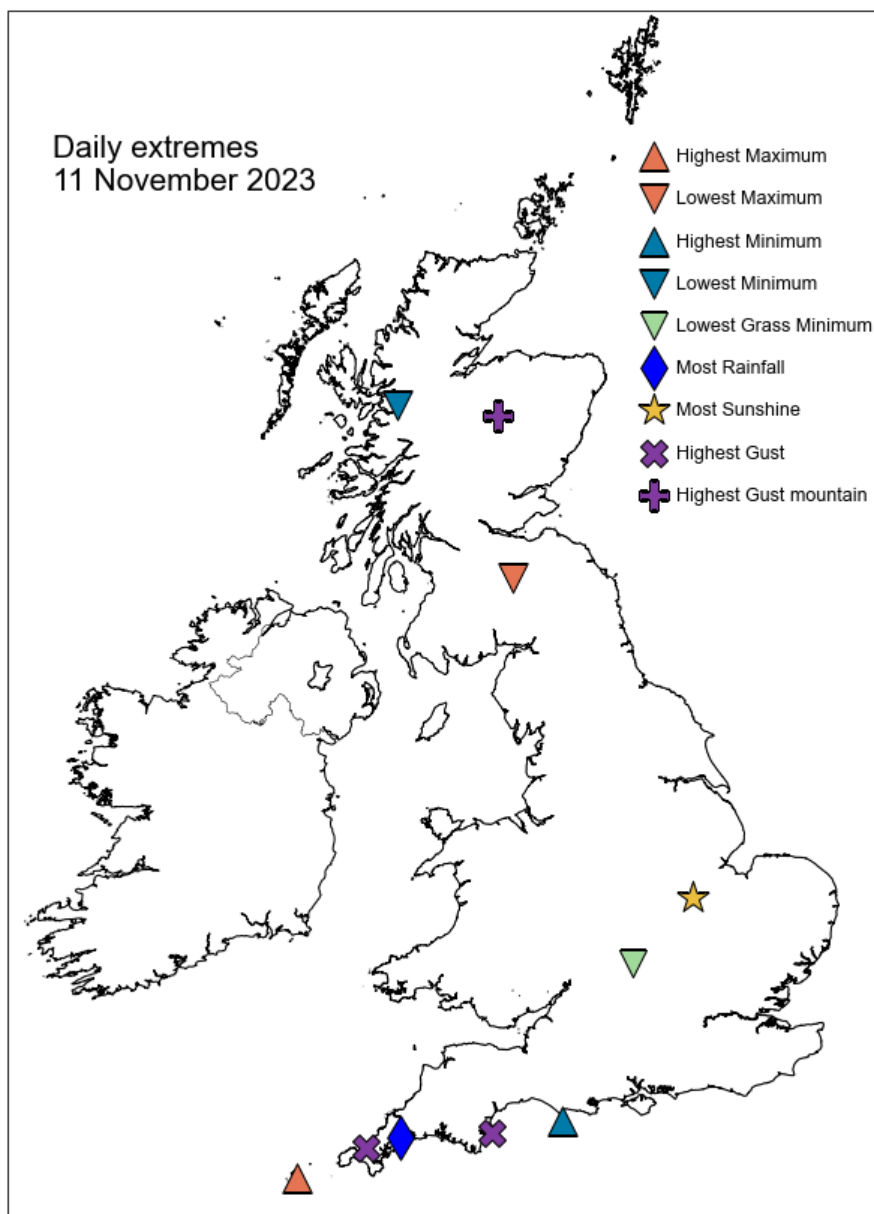 Daily extremes
11 November 2023
Highest Maximum
Lowest Maximum
Highest Minimum
Lowest Minimum
Lowest Grass Minimum
Most Rainfall
Most Sunshine
Highest Gust
Highest Gust mountain